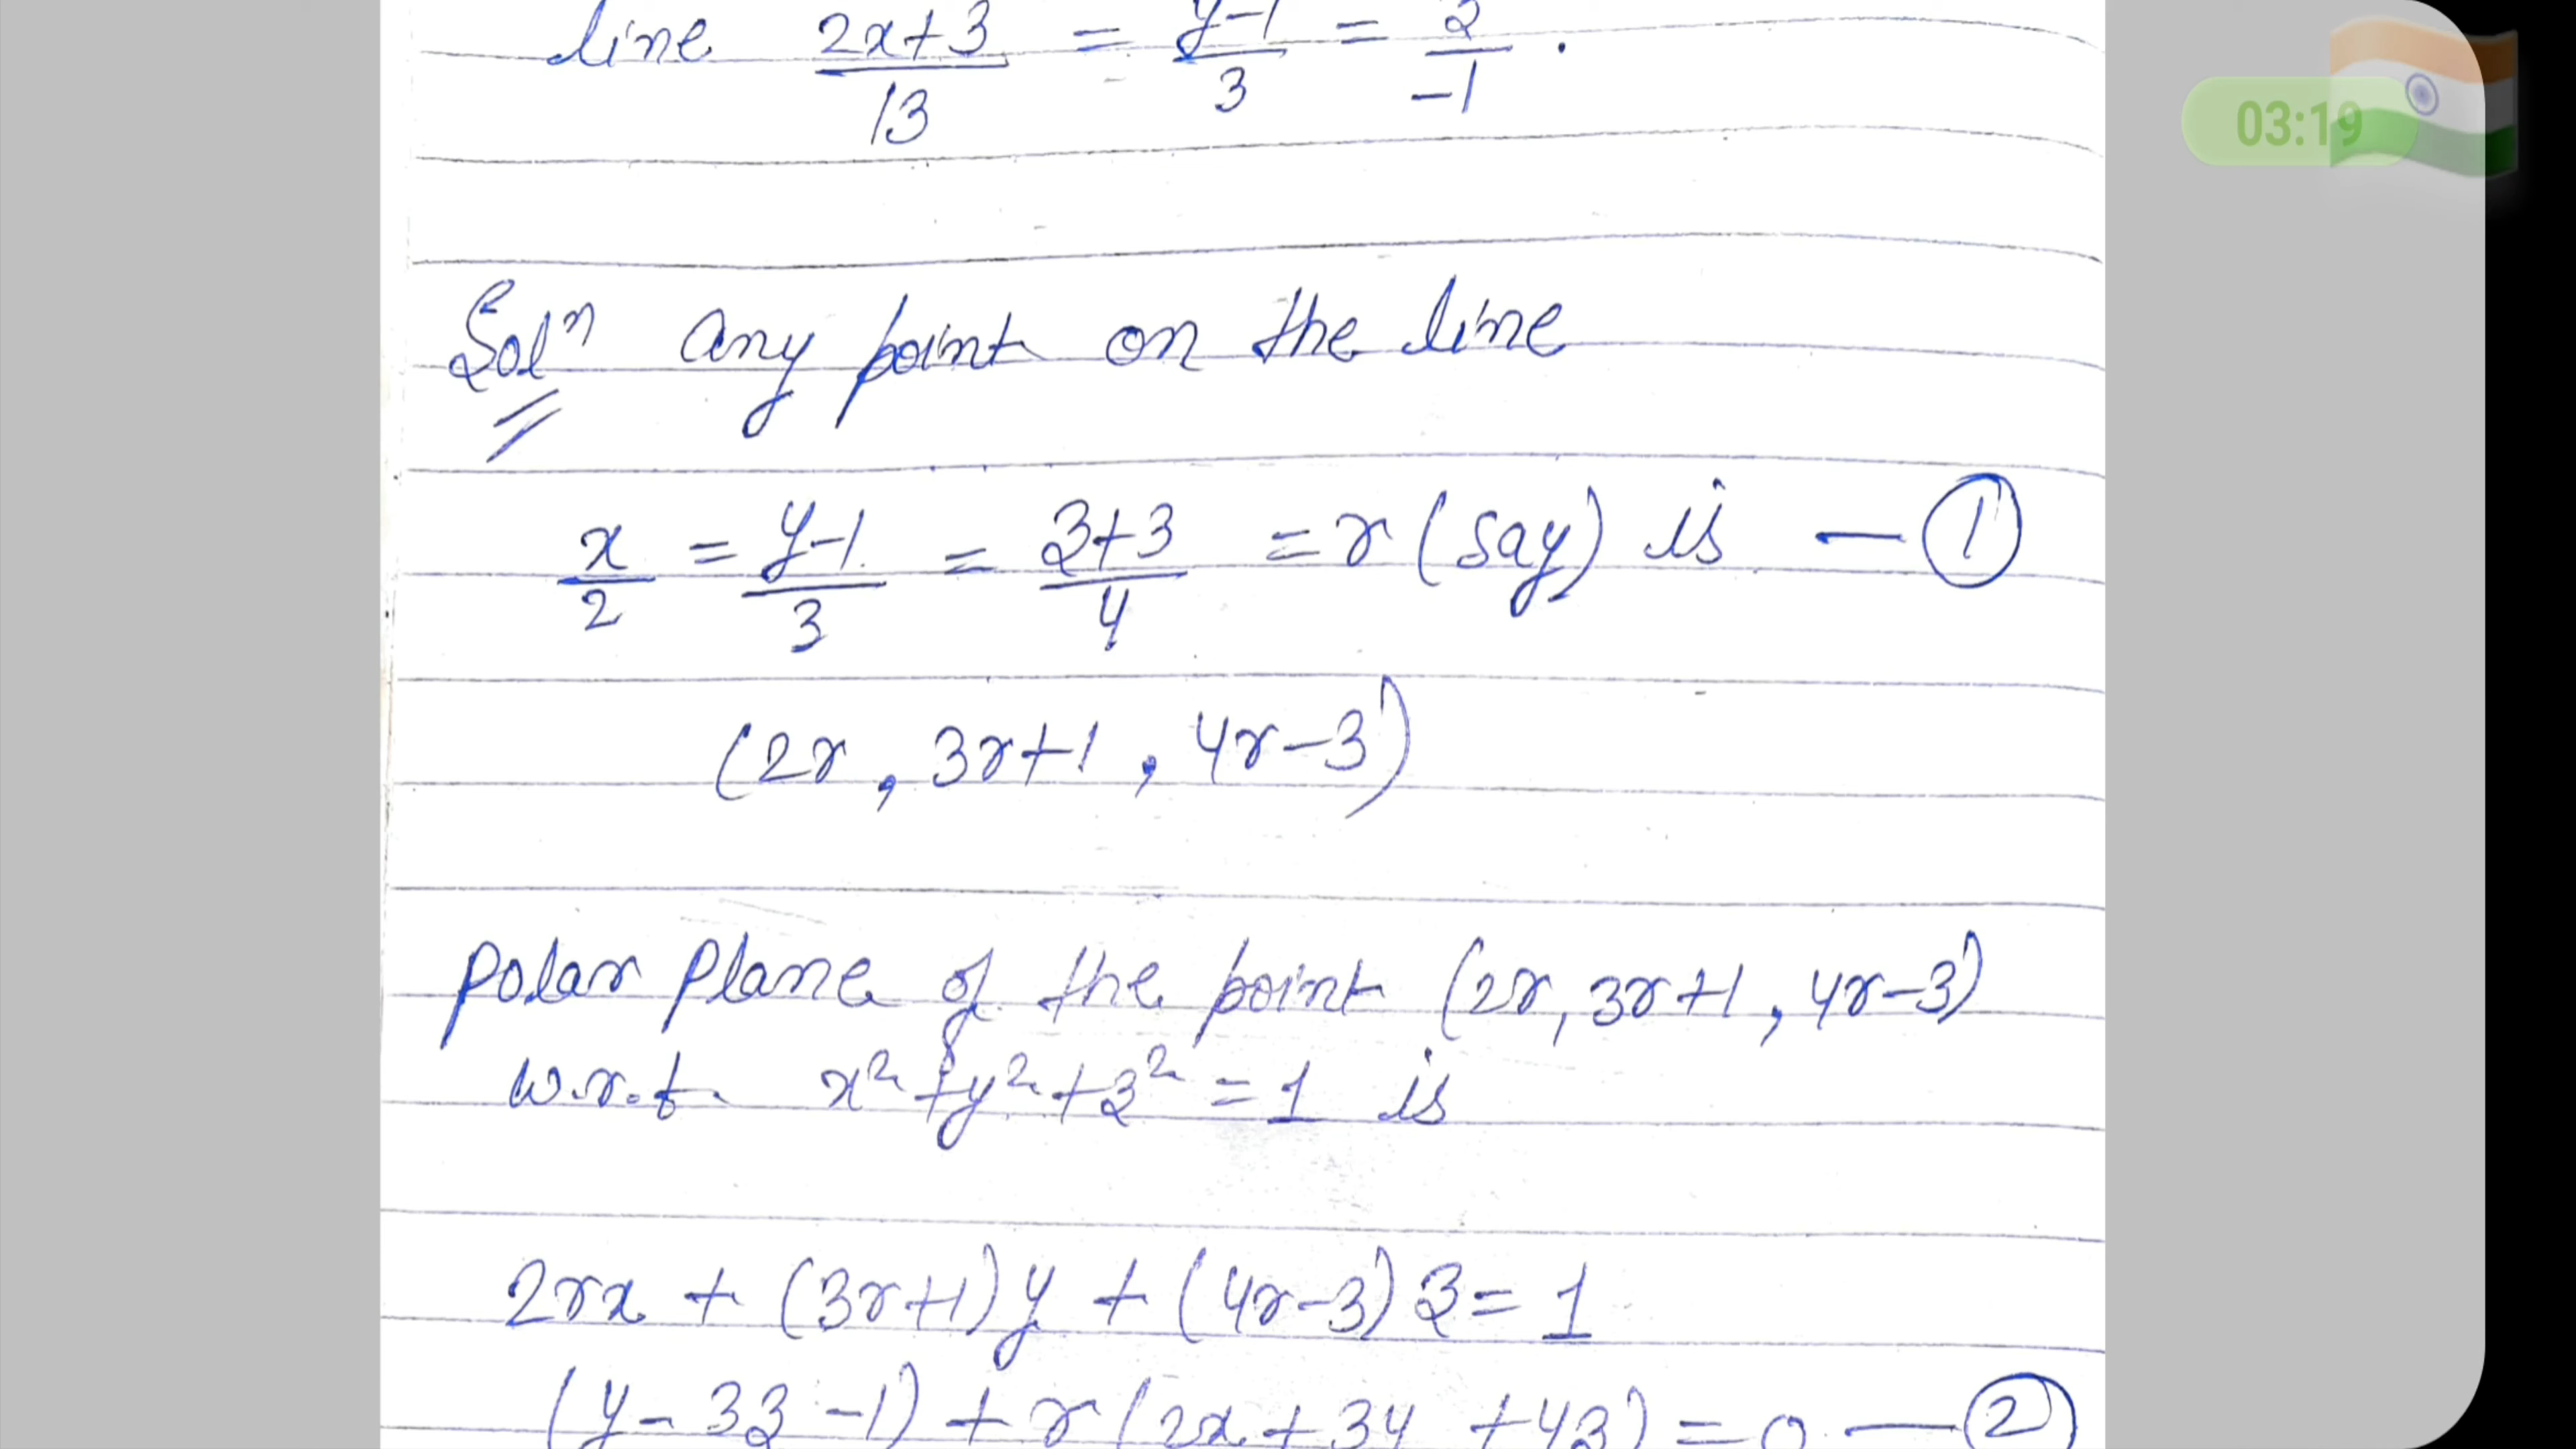 line 2x+3/13 = y-1/3 = z/-1 .
03:19
Solⁿ any point on the line
x/2 = y-1/3 = z+3/4 = r (say) is — ①
(2r, 3r+1, 4r-3)
Polar plane of the point (2r, 3r+1, 4r-3)
w.r.t. x²+y²+z² = 1 is
2rx + (3r+1)y + (4r-3)z = 1
(y-3z-1) + r(2x+3y+4z) = 0 — ②